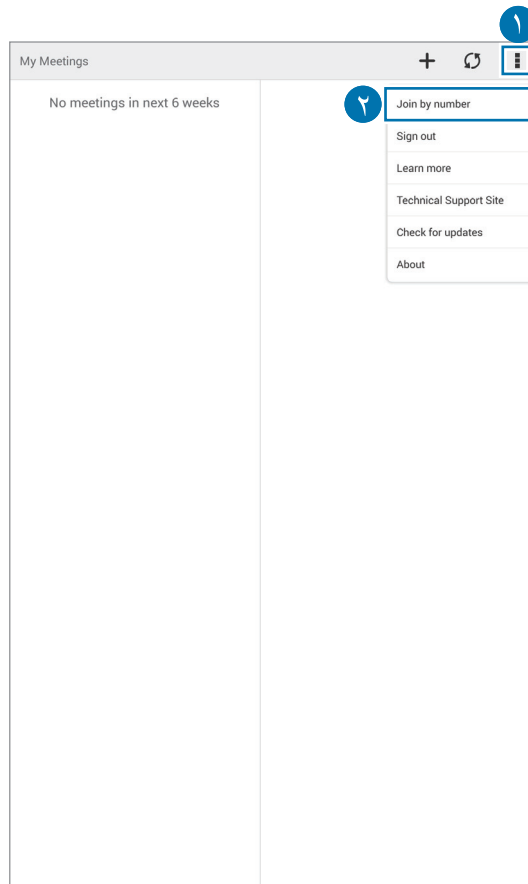 ١
My Meetings
No meetings in next 6 weeks
٢
Join by number
Sign out
Learn more
Technical Support Site
Check for updates
About